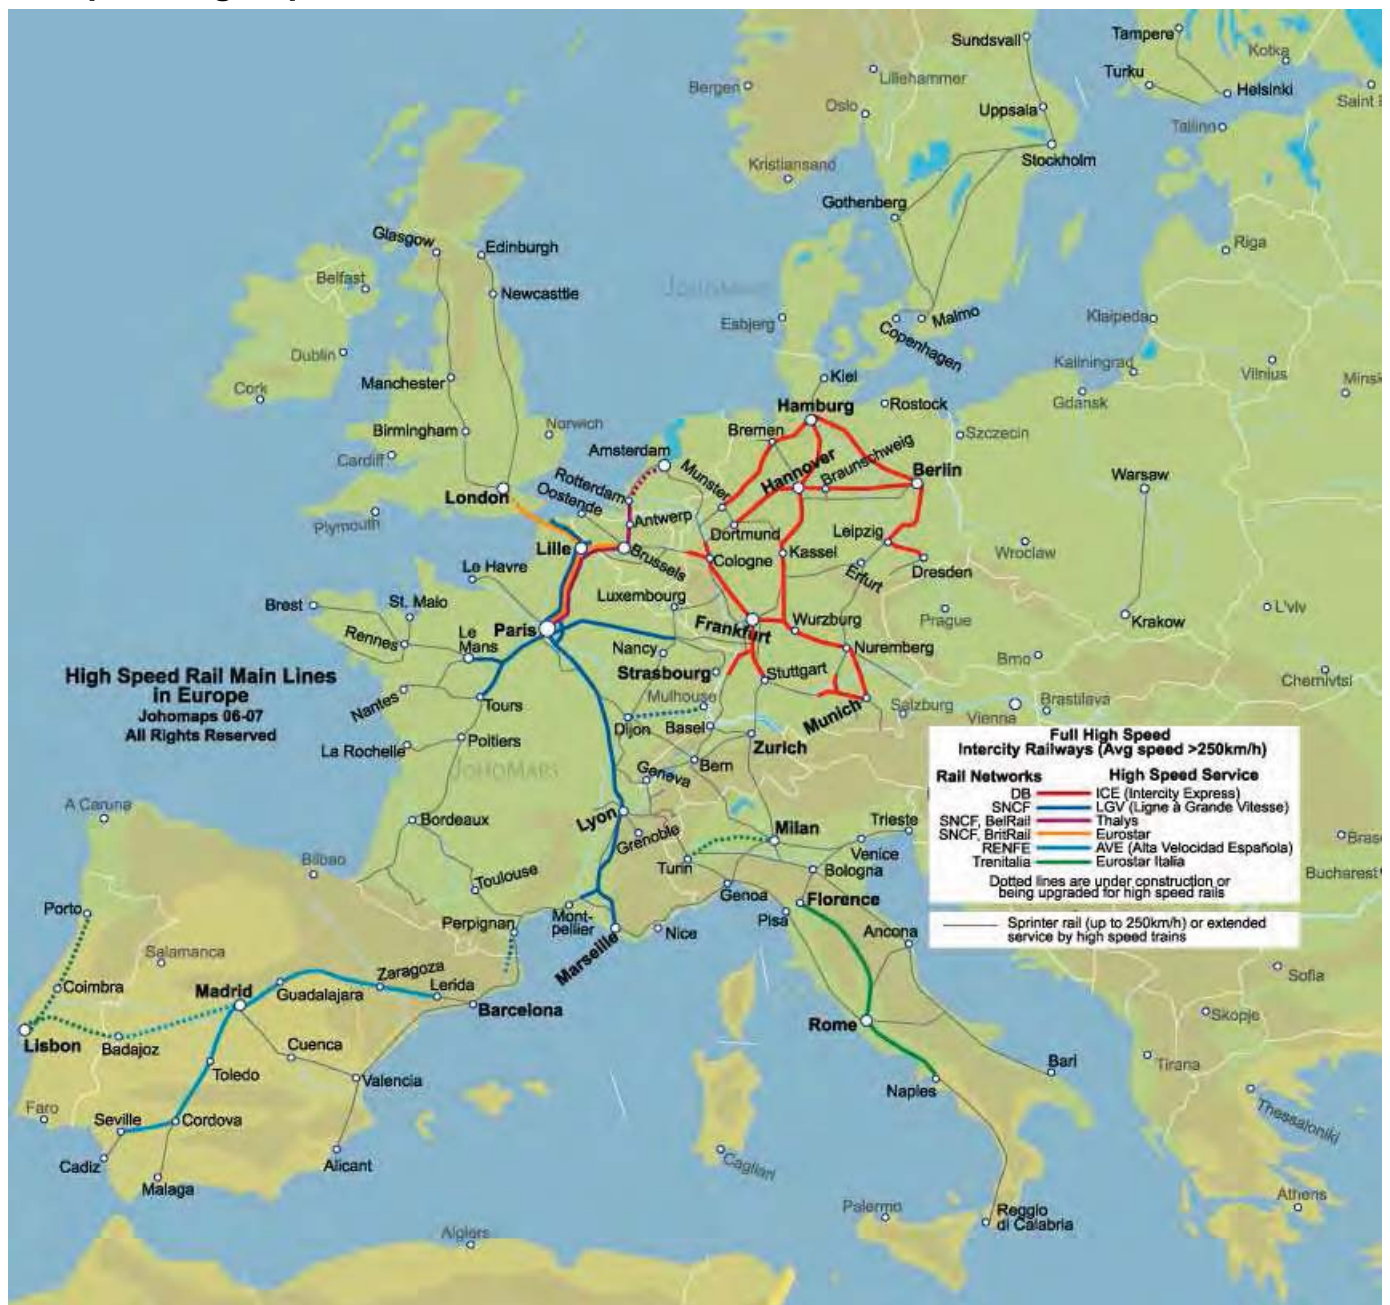 Sundsvall
Tampere
Kotka
Lillehammer
Turku
Bergen
Helsinki
Saint
Oslo
Uppsala
Tallinn
Stockholm
Kristiansand
Gothenberg
Glasgow
Edinburgh
Riga
Belfast
JOHOMAPS
Newcasttle
Esbjerg
Malmo
Klaipeda
Copenhagen
Dublin
Kaliningrad
Vilnius
Minsk
Manchester
Kiel
Cork
Hamburg
Rostock
Gdansk
Birmingham
Norwich
Bremen
Szczecin
Cardiff
Amsterdam
Munster
Hannover
Braunschweig
Berlin
Warsaw
London
Rotterdam
Oostende
Plymouth
Antwerp
Dortmund
Leipzig
Lille
Brussels
Cologne
Kassel
Erfurt
Dresden
Wroclaw
Le Havre
Brest
St. Malo
Luxembourg
Prague
Krakow
L'viv
Rennes
Le
Mans
Paris
Frankfurt
Wurzburg
Nancy
Nuremberg
Brno
High Speed Rail Main Lines
in Europe
Johomaps 06-07
All Rights Reserved
Strasbourg
Stuttgart
Chernivtsi
Nantes
Tours
Mulhouse
Munich
Salzburg
Vienna
Brastilava
Dijon
Basel
La Rochelle
Poitiers
Zurich
JOHOMAPS
Geneva
Bern
Full High Speed
Intercity Railways (Avg speed >250km/h)
Rail Networks High Speed Service
DB ICE (Intercity Express)
SNCF LGV (Ligne à Grande Vitesse)
SNCF, BelRail Thalys
SNCF, BritRail Eurostar
RENFE AVE (Alta Velocidad Española)
Trenitalia Eurostar Italia
Dotted lines are under construction or
being upgraded for high speed rails
Sprinter rail (up to 250km/h) or extended
service by high speed trains
A Caruna
Bordeaux
Lyon
Grenoble
Milan
Trieste
Venice
Bilbao
Turin
Bologna
Bucharest
Toulouse
Genoa
Florence
Porto
Perpignan
Mont-
pellier
Marseille
Nice
Pisa
Ancona
Salamanca
Zaragoza
Sofia
Coimbra
Madrid
Guadalajara
Lerida
Barcelona
Skopje
Lisbon
Badajoz
Cuenca
Rome
Tirana
Bari
Toledo
Valencia
Naples
Faro
Seville
Cordova
Thessaloniki
Cadiz
Alicant
Cagliari
Malaga
Palermo
Reggio
di Calabria
Athens
Algiers